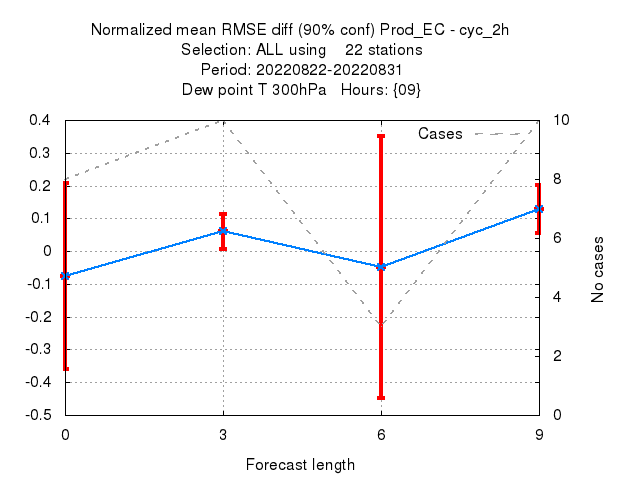 Normalized mean RMSE diff (90% conf) Prod_EC - cyc_2h
Selection: ALL using    22 stations
Period: 20220822-20220831
Dew point T 300hPa   Hours: {09}
Cases
0.4
0.3
0.2
0.1
0
-0.1
-0.2
-0.3
-0.4
-0.5
10
8
6
4
2
0
No cases
0
3
6
9
Forecast length